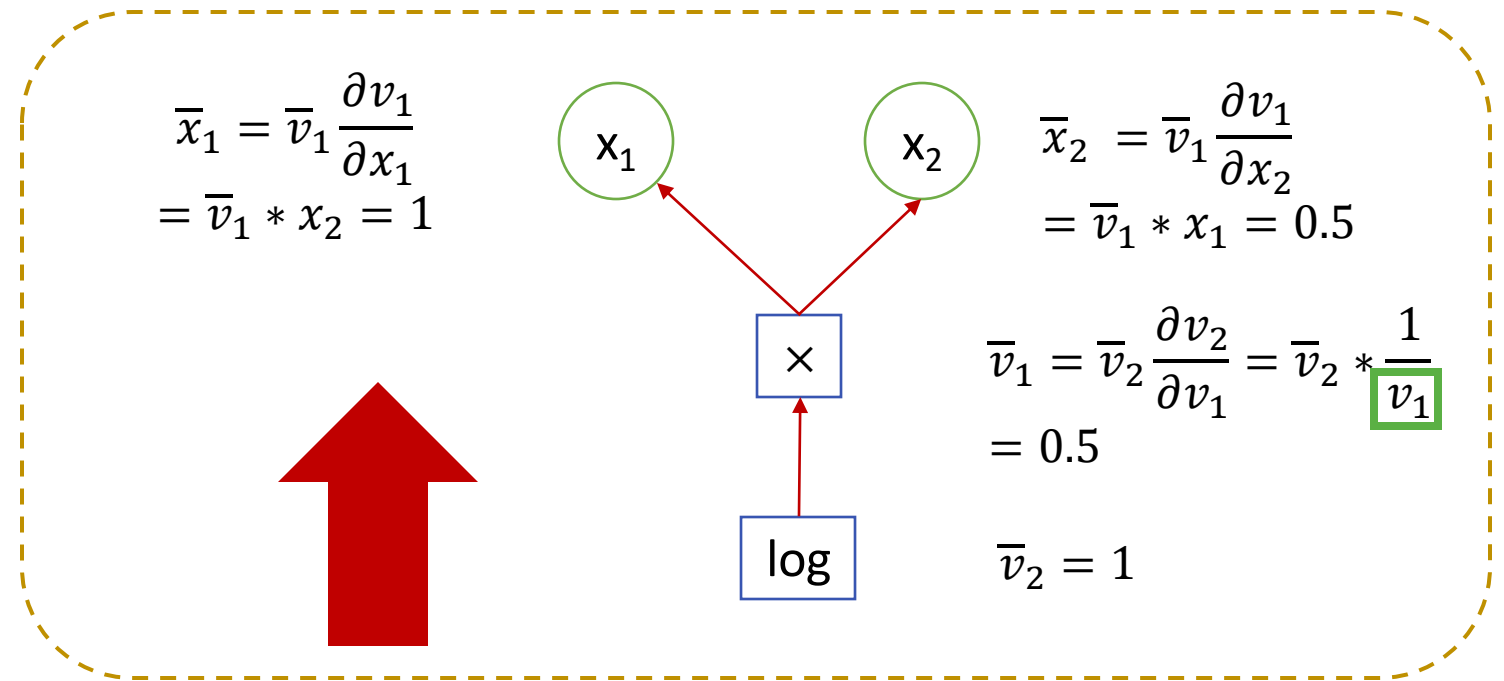 x̅₁ = v̅₁ ∂v₁/∂x₁
= v̅₁ * x₂ = 1
x₁
x₂
x̅₂ = v̅₁ ∂v₁/∂x₂
= v̅₁ * x₁ = 0.5
×
v̅₁ = v̅₂ ∂v₂/∂v₁ = v̅₂ * 1/v₁
= 0.5
log
v̅₂ = 1